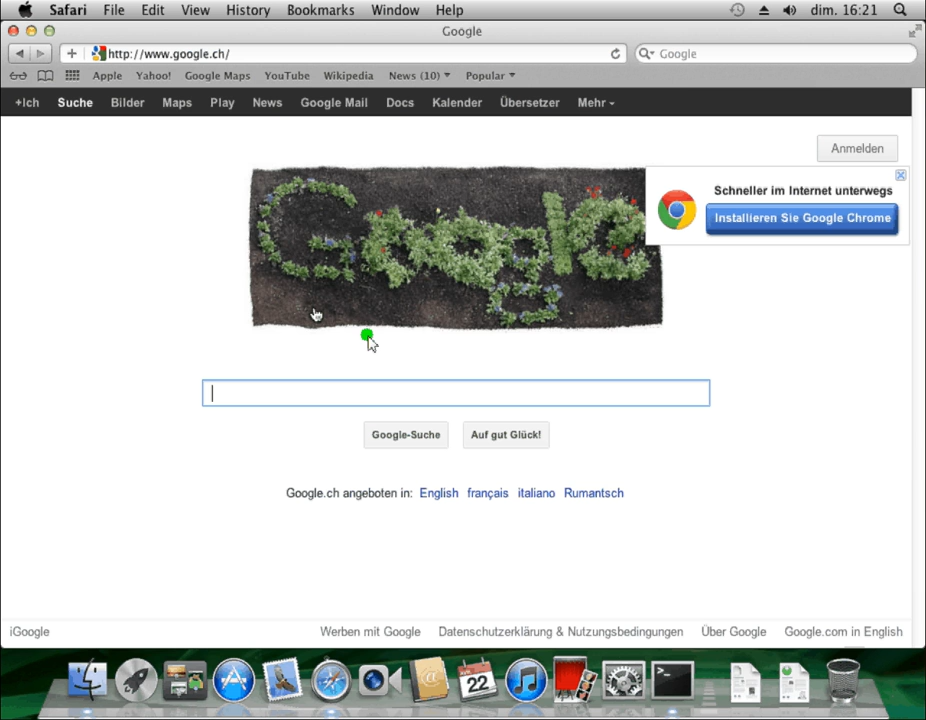 Safari File Edit View History Bookmarks Window Help dim. 16:21
Google
http://www.google.ch/ Google
Apple Yahoo! Google Maps YouTube Wikipedia News (10) Popular
+Ich Suche Bilder Maps Play News Google Mail Docs Kalender Übersetzer Mehr
Anmelden
Google
Schneller im Internet unterwegs
Installieren Sie Google Chrome
Google-Suche Auf gut Glück!
Google.ch angeboten in: English français italiano Rumantsch
iGoogle Werben mit Google Datenschutzerklärung & Nutzungsbedingungen Über Google Google.com in English
22